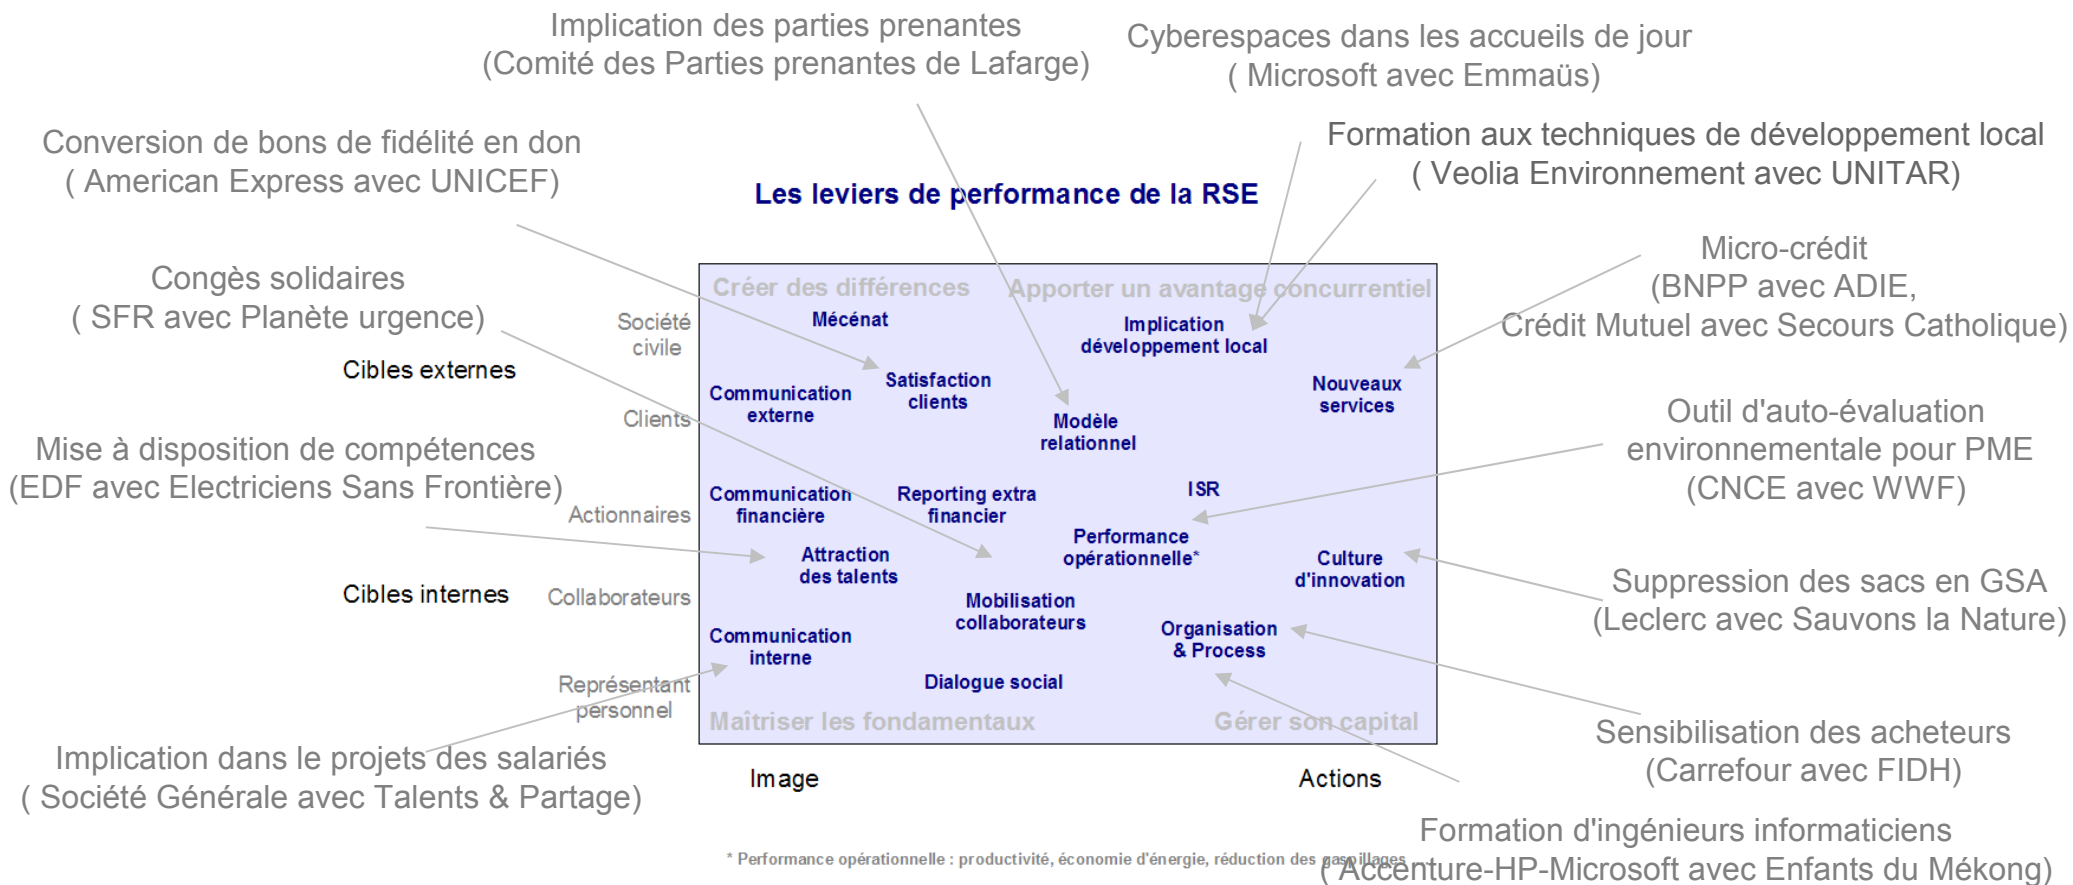 Implication des parties prenantes
(Comité des Parties prenantes de Lafarge)
Cyberespaces dans les accueils de jour
( Microsoft avec Emmaüs)
Conversion de bons de fidélité en don
( American Express avec UNICEF)
Formation aux techniques de développement local
( Veolia Environnement avec UNITAR)
Les leviers de performance de la RSE
Congès solidaires
( SFR avec Planète urgence)
Micro-crédit
(BNPP avec ADIE,
Crédit Mutuel avec Secours Catholique)
Créer des différences
Apporter un avantage concurrentiel
Société
civile
Mécénat
Implication
développement local
Cibles externes
Communication
externe
Satisfaction
clients
Nouveaux
services
Clients
Modèle
relationnel
Outil d'auto-évaluation
environnementale pour PME
(CNCE avec WWF)
Mise à disposition de compétences
(EDF avec Electriciens Sans Frontière)
Actionnaires
Communication
financière
Reporting extra
financier
ISR
Performance
opérationnelle*
Attraction
des talents
Culture
d'innovation
Cibles internes
Collaborateurs
Mobilisation
collaborateurs
Suppression des sacs en GSA
(Leclerc avec Sauvons la Nature)
Communication
interne
Organisation
& Process
Représentant
personnel
Dialogue social
Maîtriser les fondamentaux
Gérer son capital
Sensibilisation des acheteurs
(Carrefour avec FIDH)
Implication dans le projets des salariés
( Société Générale avec Talents & Partage)
Image
Actions
Formation d'ingénieurs informaticiens
( Accenture-HP-Microsoft avec Enfants du Mékong)
* Performance opérationnelle : productivité, économie d'énergie, réduction des gaspillages